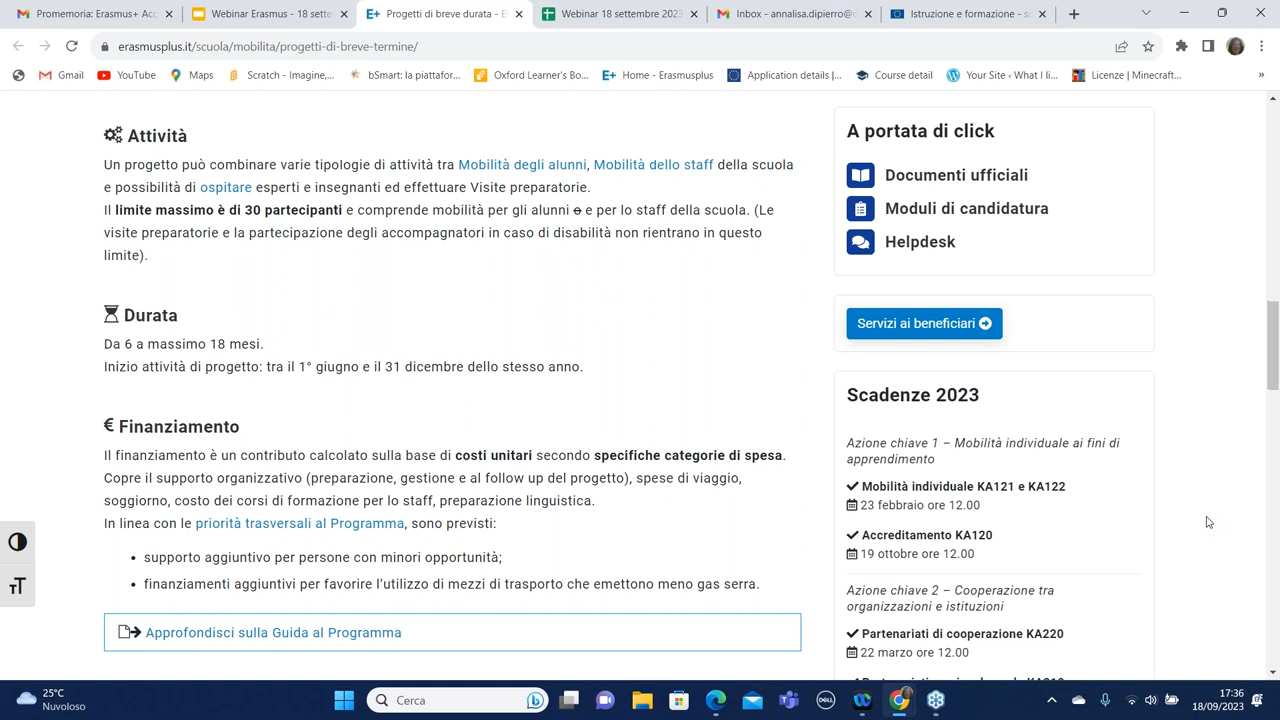 Promemoria: Erasmus+ Acc
Webinar Erasmus - 18 sette
Progetti di breve durata - E
Webinar 18 settembre 2023
Inbox - annalisa.dipierro@e
Istruzione e formazione - s
erasmusplus.it/scuola/mobilita/progetti-di-breve-termine/
Gmail
YouTube
Maps
Scratch - Imagine,...
bSmart: la piattafor...
Oxford Learner's Bo...
Home - Erasmusplus
Application details |...
Course detail
Your Site ‹ What I li...
Licenze | Minecraft...
»
Attività
Un progetto può combinare varie tipologie di attività tra Mobilità degli alunni, Mobilità dello staff della scuola
e possibilità di ospitare esperti e insegnanti ed effettuare Visite preparatorie.
Il limite massimo è di 30 partecipanti e comprende mobilità per gli alunni o e per lo staff della scuola. (Le
visite preparatorie e la partecipazione degli accompagnatori in caso di disabilità non rientrano in questo
limite).
Durata
Da 6 a massimo 18 mesi.
Inizio attività di progetto: tra il 1° giugno e il 31 dicembre dello stesso anno.
€ Finanziamento
Il finanziamento è un contributo calcolato sulla base di costi unitari secondo specifiche categorie di spesa.
Copre il supporto organizzativo (preparazione, gestione e al follow up del progetto), spese di viaggio,
soggiorno, costo dei corsi di formazione per lo staff, preparazione linguistica.
In linea con le priorità trasversali al Programma, sono previsti:
• supporto aggiuntivo per persone con minori opportunità;
• finanziamenti aggiuntivi per favorire l'utilizzo di mezzi di trasporto che emettono meno gas serra.
Approfondisci sulla Guida al Programma
A portata di click
Documenti ufficiali
Moduli di candidatura
Helpdesk
Servizi ai beneficiari
Scadenze 2023
Azione chiave 1 – Mobilità individuale ai fini di
apprendimento
Mobilità individuale KA121 e KA122
23 febbraio ore 12.00
Accreditamento KA120
19 ottobre ore 12.00
Azione chiave 2 – Cooperazione tra
organizzazioni e istituzioni
Partenariati di cooperazione KA220
22 marzo ore 12.00
TT
25°C
Nuvoloso
Cerca
DELL
17:36
18/09/2023